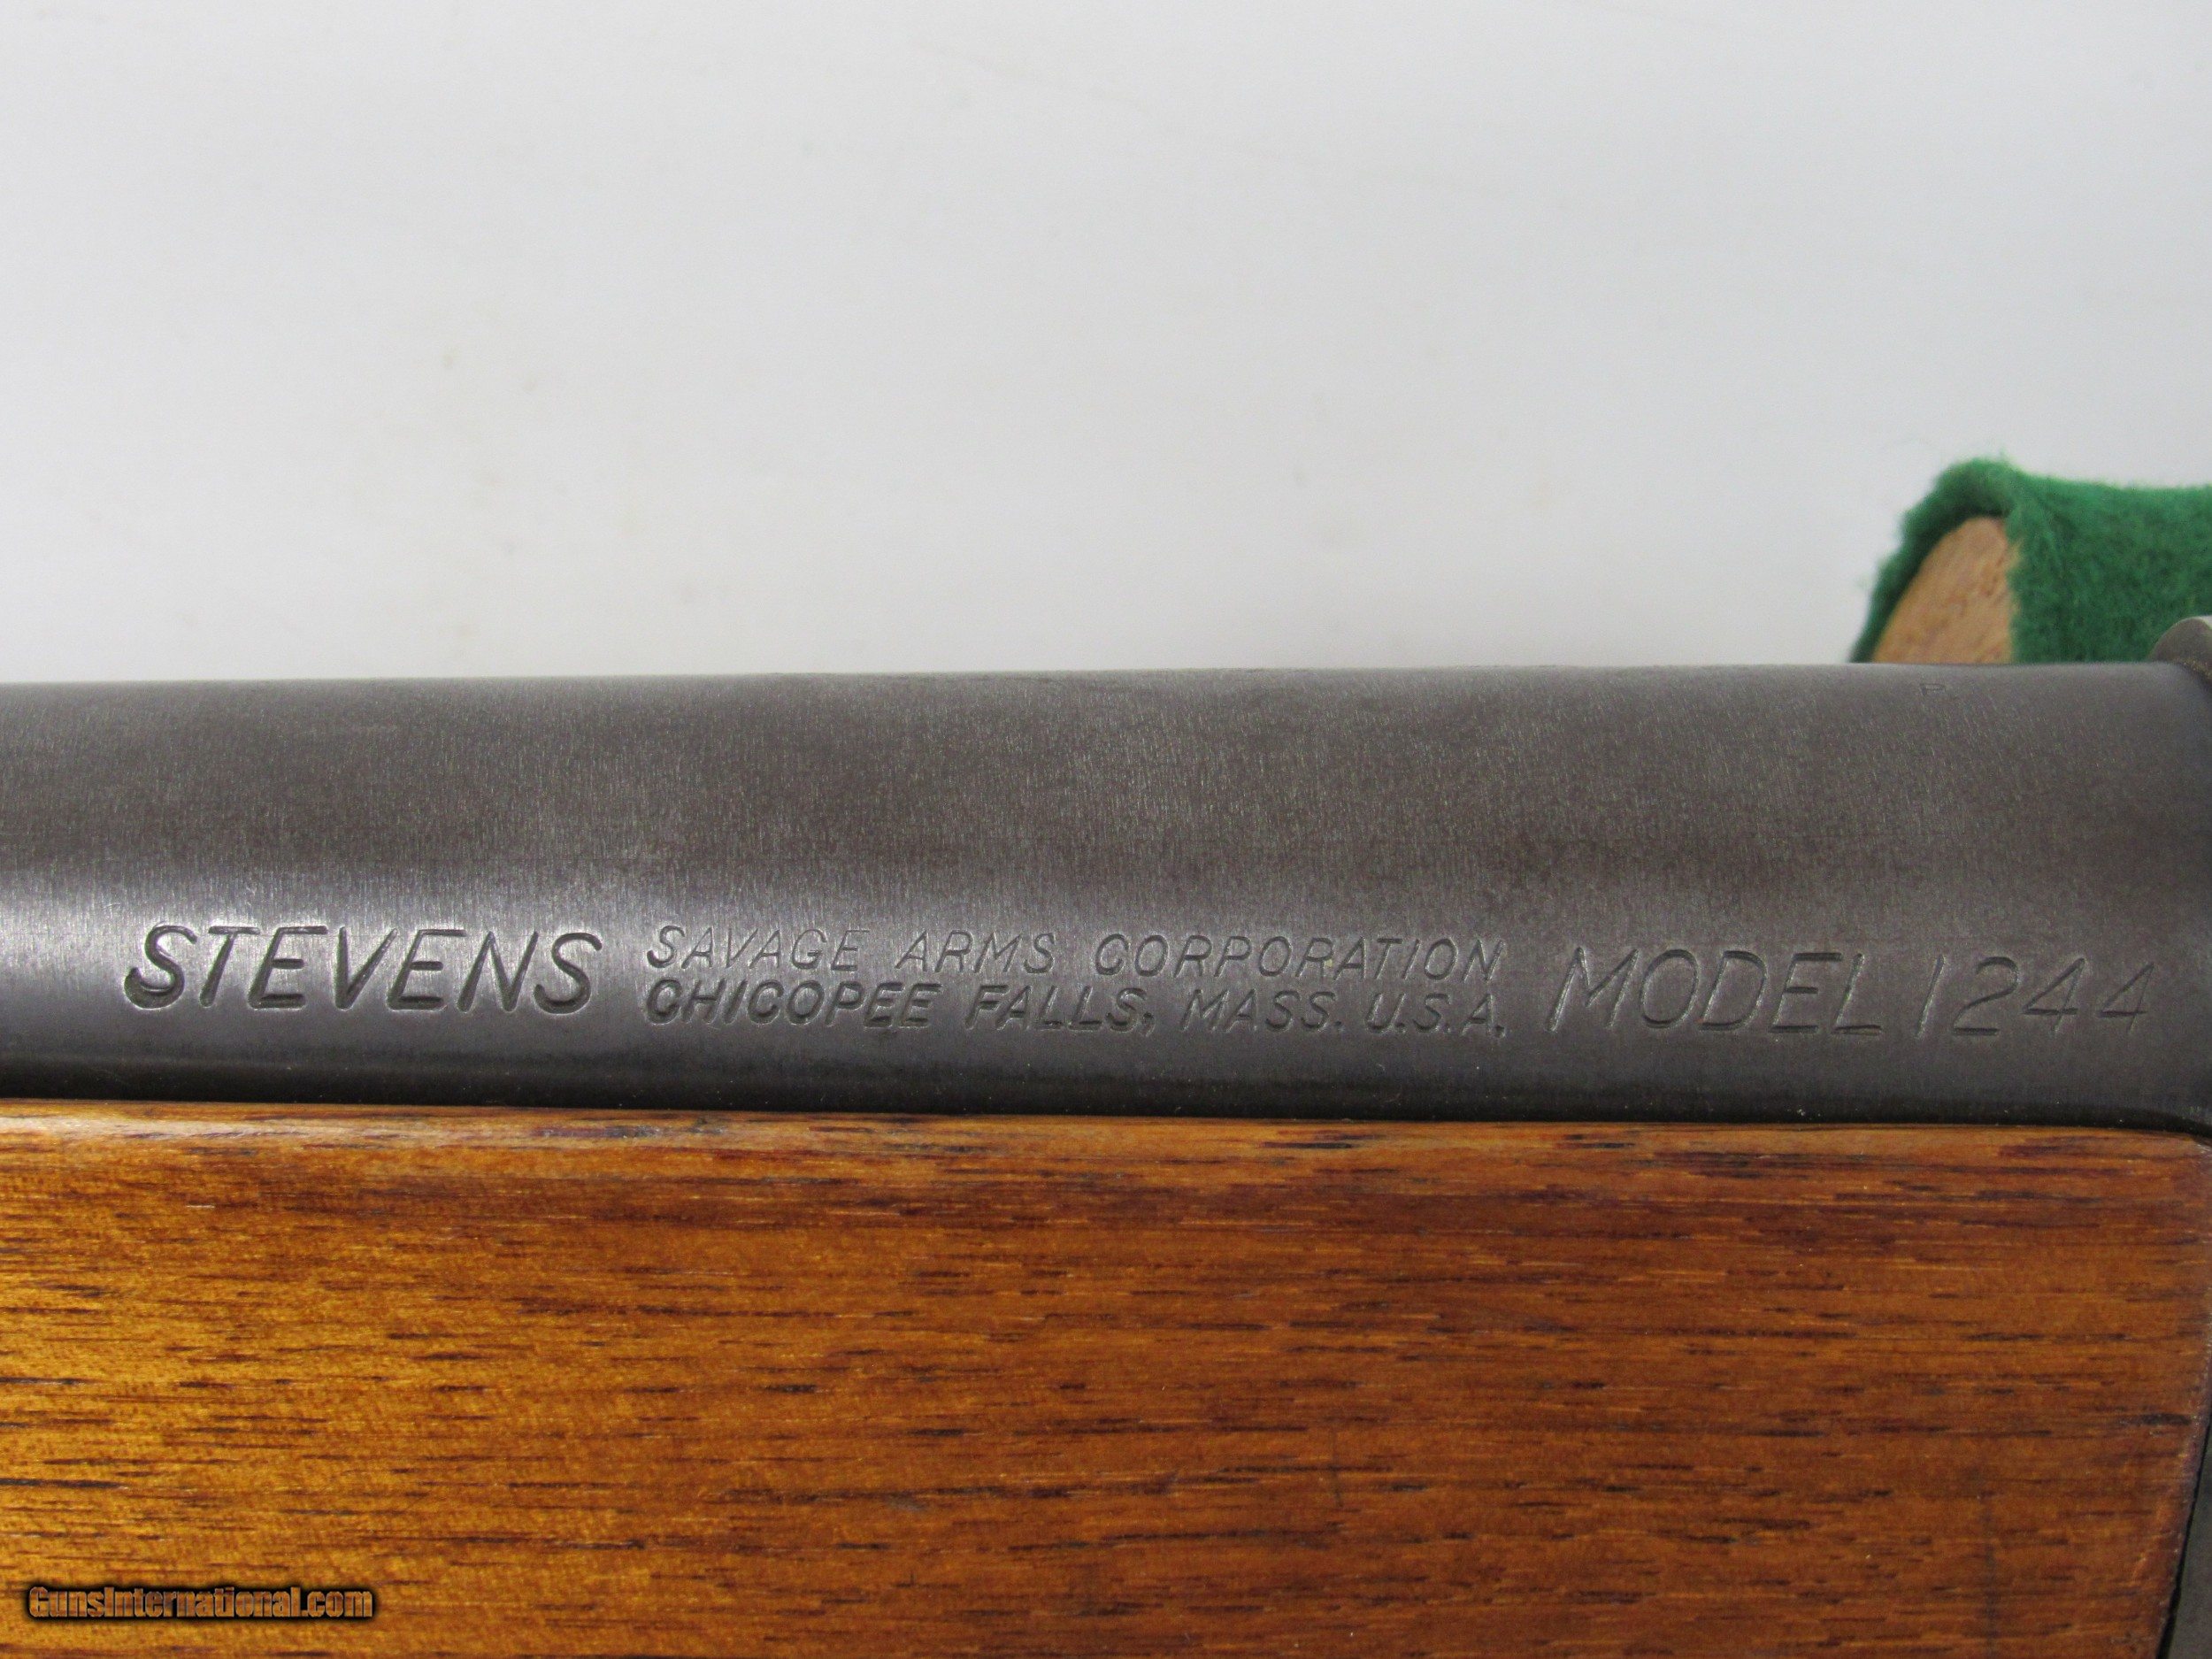 P
STEVENS SAVAGE ARMS CORPORATION MODEL 1244
CHICOPEE FALLS, MASS. U.S.A.
GunsInternational.com